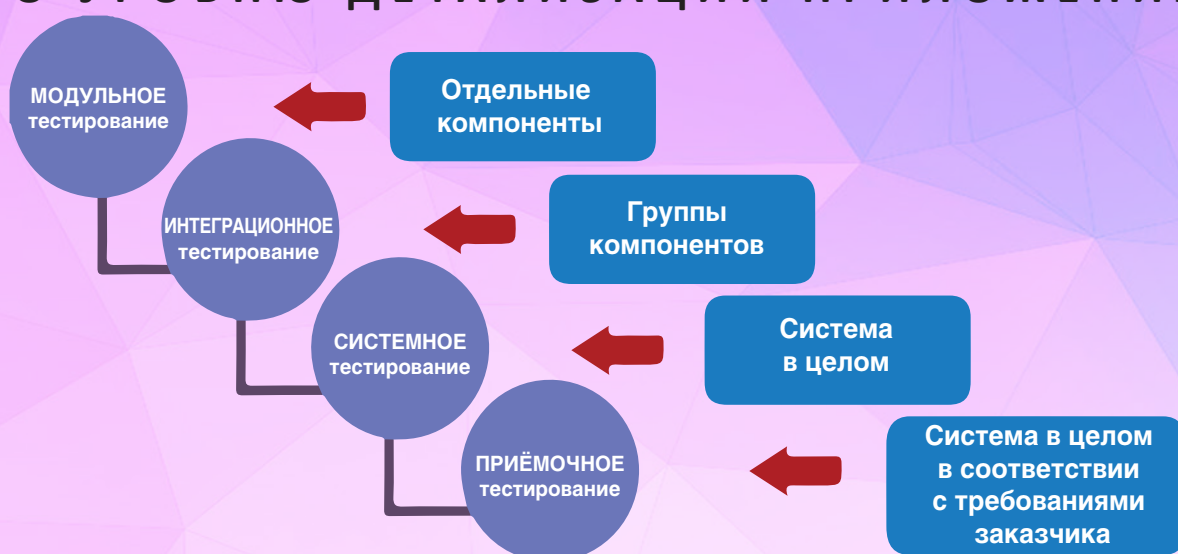 МОДУЛЬНОЕ
тестирование
Отдельные
компоненты
ИНТЕГРАЦИОННОЕ
тестирование
Группы
компонентов
СИСТЕМНОЕ
тестирование
Система
в целом
ПРИЁМОЧНОЕ
тестирование
Система в целом
в соответствии
с требованиями
заказчика